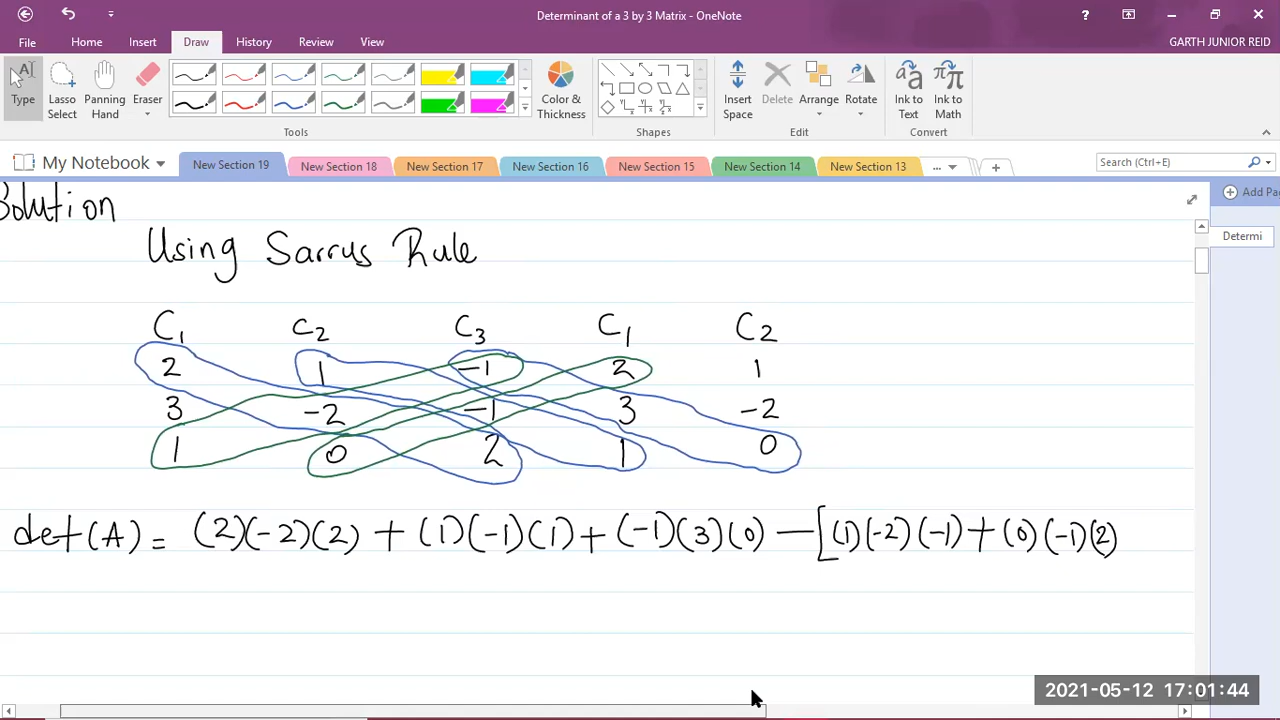 Determinant of a 3 by 3 Matrix - OneNote
?
File Home Insert Draw History Review View GARTH JUNIOR REID
Type Lasso Select Panning Hand Eraser Color & Thickness Insert Space Delete Arrange Rotate Ink to Text Ink to Math
Tools Shapes Edit Convert
My Notebook New Section 19 New Section 18 New Section 17 New Section 16 New Section 15 New Section 14 New Section 13 ... + Search (Ctrl+E)
Add Pa
Determi
Solution
Using Sarrus Rule
C₁ C₂ C₃ C₁ C₂
2 1 -1 2 1
3 -2 -1 3 -2
1 0 2 1 0
det(A) = (2)(-2)(2) + (1)(-1)(1) + (-1)(3)(0) - [(1)(-2)(-1) + (0)(-1)(2)
2021-05-12 17:01:44